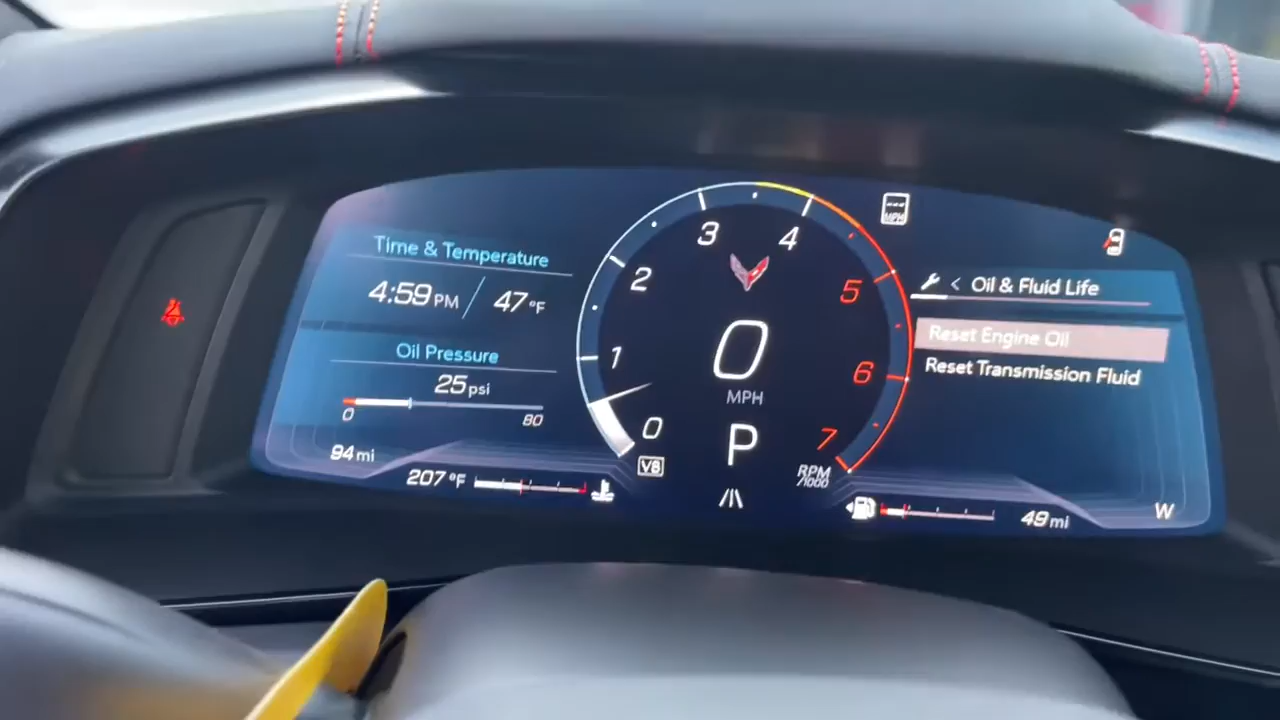 Time & Temperature
4:59 PM / 47 °F
Oil Pressure
25 psi
0 80
94 mi
207 °F
0
1
2
3
4
5
6
7
RPM
/1000
V8
0
MPH
P
--- MPH
< Oil & Fluid Life
Reset Engine Oil
Reset Transmission Fluid
49 mi
W